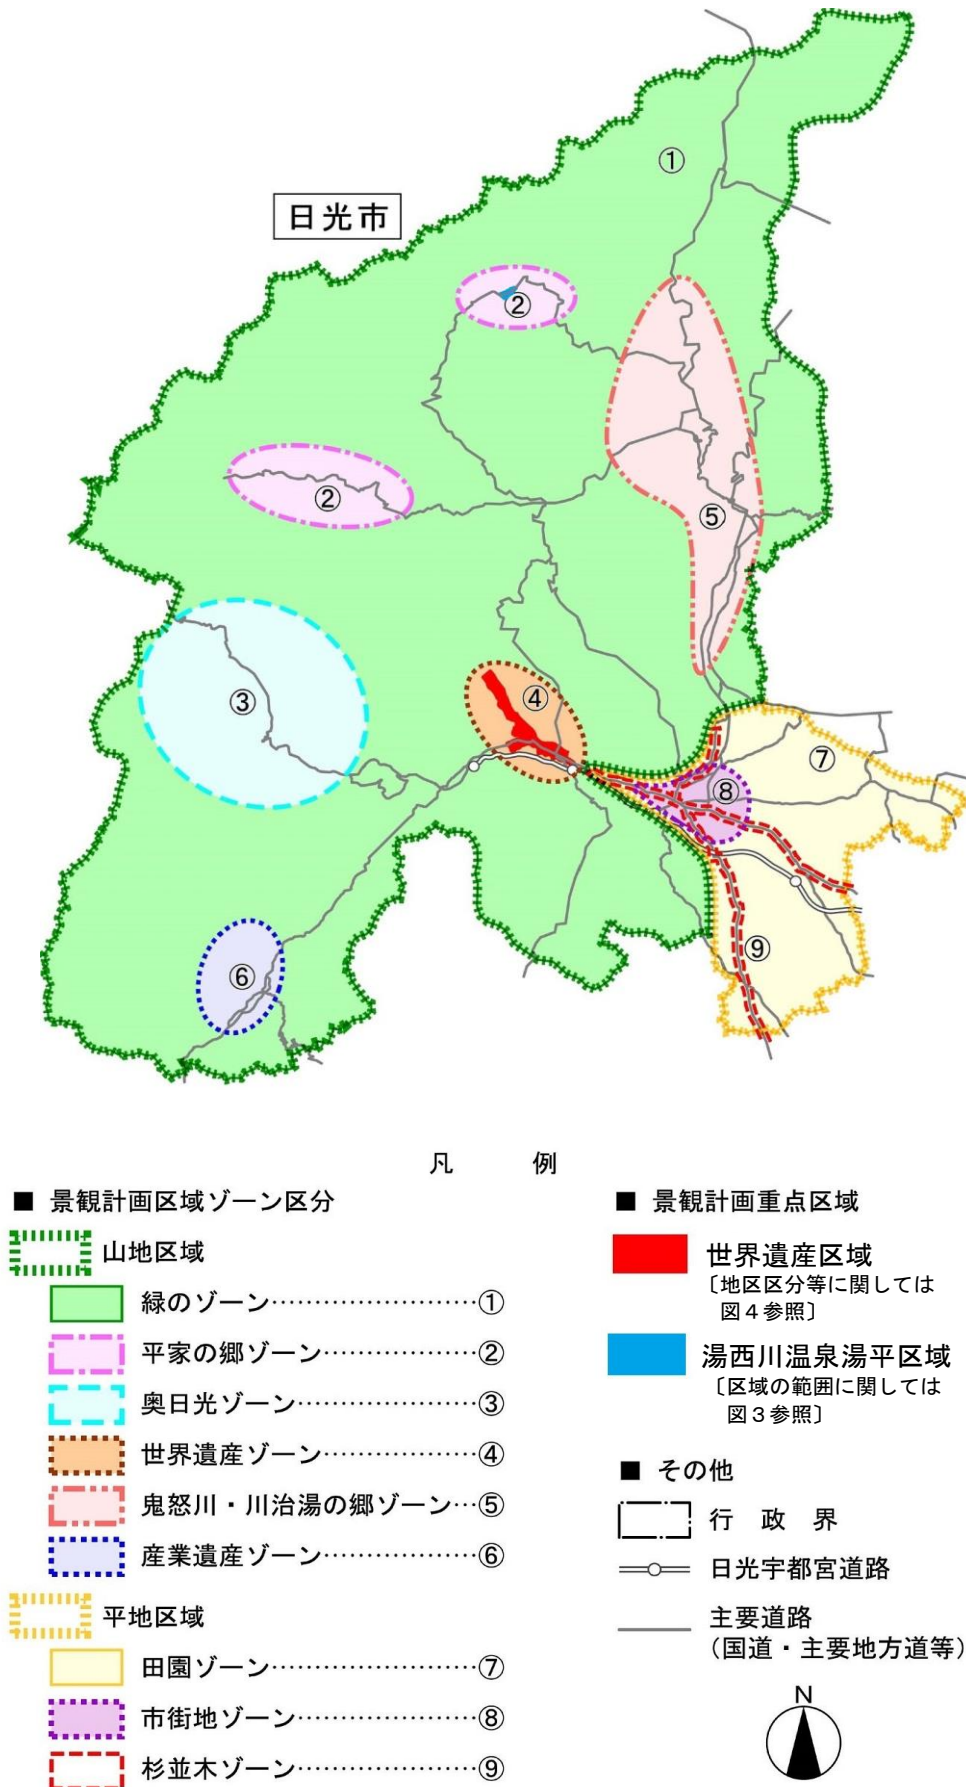 ①
日光市
②
②
⑤
③
④
⑦
⑧
⑨
⑥
凡 例
■ 景観計画区域ゾーン区分
山地区域
緑のゾーン……………………①
平家の郷ゾーン………………②
奥日光ゾーン…………………③
世界遺産ゾーン………………④
鬼怒川・川治湯の郷ゾーン…⑤
産業遺産ゾーン………………⑥
平地区域
田園ゾーン……………………⑦
市街地ゾーン…………………⑧
杉並木ゾーン…………………⑨
■ 景観計画重点区域
世界遺産区域
〔地区区分等に関しては
図4参照〕
湯西川温泉湯平区域
〔区域の範囲に関しては
図3参照〕
■ その他
行 政 界
日光宇都宮道路
主要道路
(国道・主要地方道等)
N